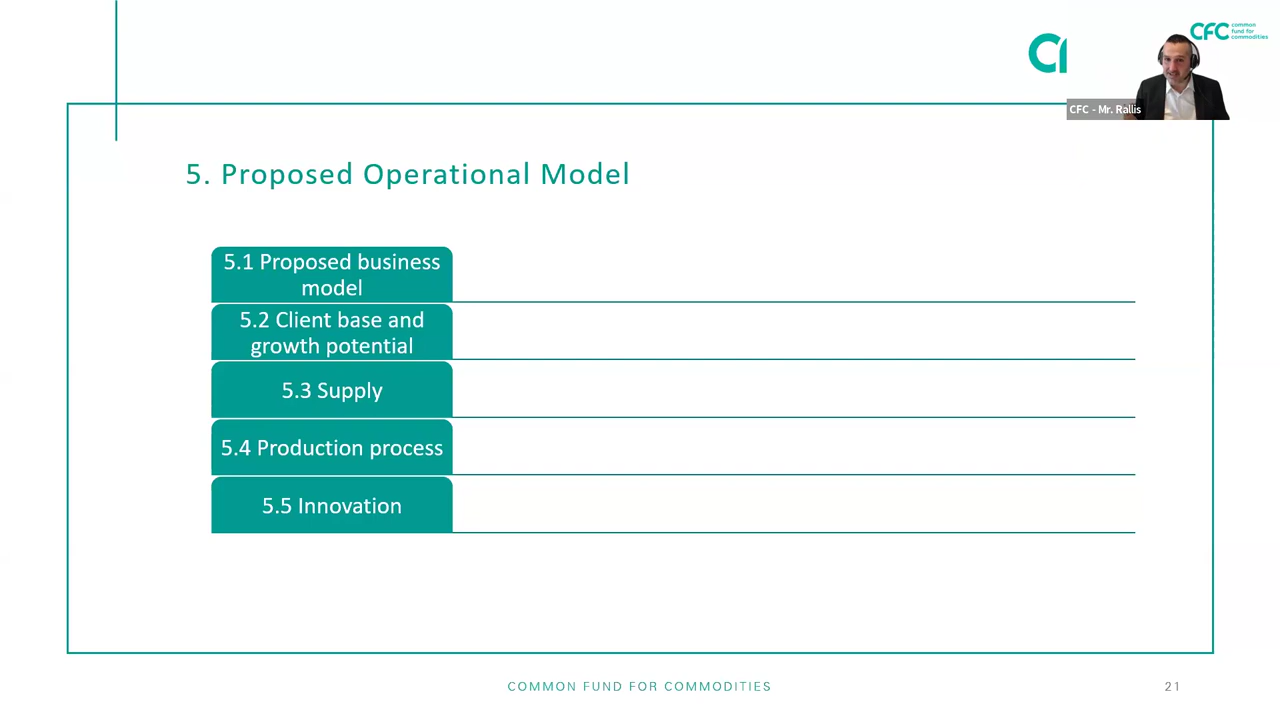 CFC common
fund for
commodities
CFC - Mr. Rallis
5. Proposed Operational Model
5.1 Proposed business
model
5.2 Client base and
growth potential
5.3 Supply
5.4 Production process
5.5 Innovation
COMMON FUND FOR COMMODITIES
21